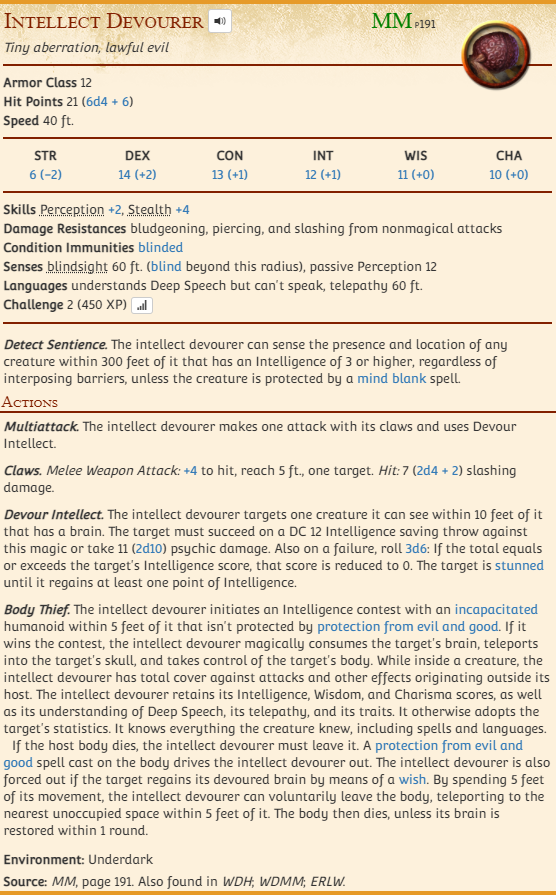 Intellect Devourer MM p191
Tiny aberration, lawful evil
Armor Class 12
Hit Points 21 (6d4 + 6)
Speed 40 ft.
STR DEX CON INT WIS CHA
6 (−2) 14 (+2) 13 (+1) 12 (+1) 11 (+0) 10 (+0)
Skills Perception +2, Stealth +4
Damage Resistances bludgeoning, piercing, and slashing from nonmagical attacks
Condition Immunities blinded
Senses blindsight 60 ft. (blind beyond this radius), passive Perception 12
Languages understands Deep Speech but can't speak, telepathy 60 ft.
Challenge 2 (450 XP)
Detect Sentience. The intellect devourer can sense the presence and location of any
creature within 300 feet of it that has an Intelligence of 3 or higher, regardless of
interposing barriers, unless the creature is protected by a mind blank spell.
Actions
Multiattack. The intellect devourer makes one attack with its claws and uses Devour
Intellect.
Claws. Melee Weapon Attack: +4 to hit, reach 5 ft., one target. Hit: 7 (2d4 + 2) slashing
damage.
Devour Intellect. The intellect devourer targets one creature it can see within 10 feet of it
that has a brain. The target must succeed on a DC 12 Intelligence saving throw against
this magic or take 11 (2d10) psychic damage. Also on a failure, roll 3d6: If the total equals
or exceeds the target's Intelligence score, that score is reduced to 0. The target is stunned
until it regains at least one point of Intelligence.
Body Thief. The intellect devourer initiates an Intelligence contest with an incapacitated
humanoid within 5 feet of it that isn't protected by protection from evil and good. If it
wins the contest, the intellect devourer magically consumes the target's brain, teleports
into the target's skull, and takes control of the target's body. While inside a creature, the
intellect devourer has total cover against attacks and other effects originating outside its
host. The intellect devourer retains its Intelligence, Wisdom, and Charisma scores, as well
as its understanding of Deep Speech, its telepathy, and its traits. It otherwise adopts the
target's statistics. It knows everything the creature knew, including spells and languages.
If the host body dies, the intellect devourer must leave it. A protection from evil and
good spell cast on the body drives the intellect devourer out. The intellect devourer is also
forced out if the target regains its devoured brain by means of a wish. By spending 5 feet
of its movement, the intellect devourer can voluntarily leave the body, teleporting to the
nearest unoccupied space within 5 feet of it. The body then dies, unless its brain is
restored within 1 round.
Environment: Underdark
Source: MM, page 191. Also found in WDH; WDMM; ERLW.